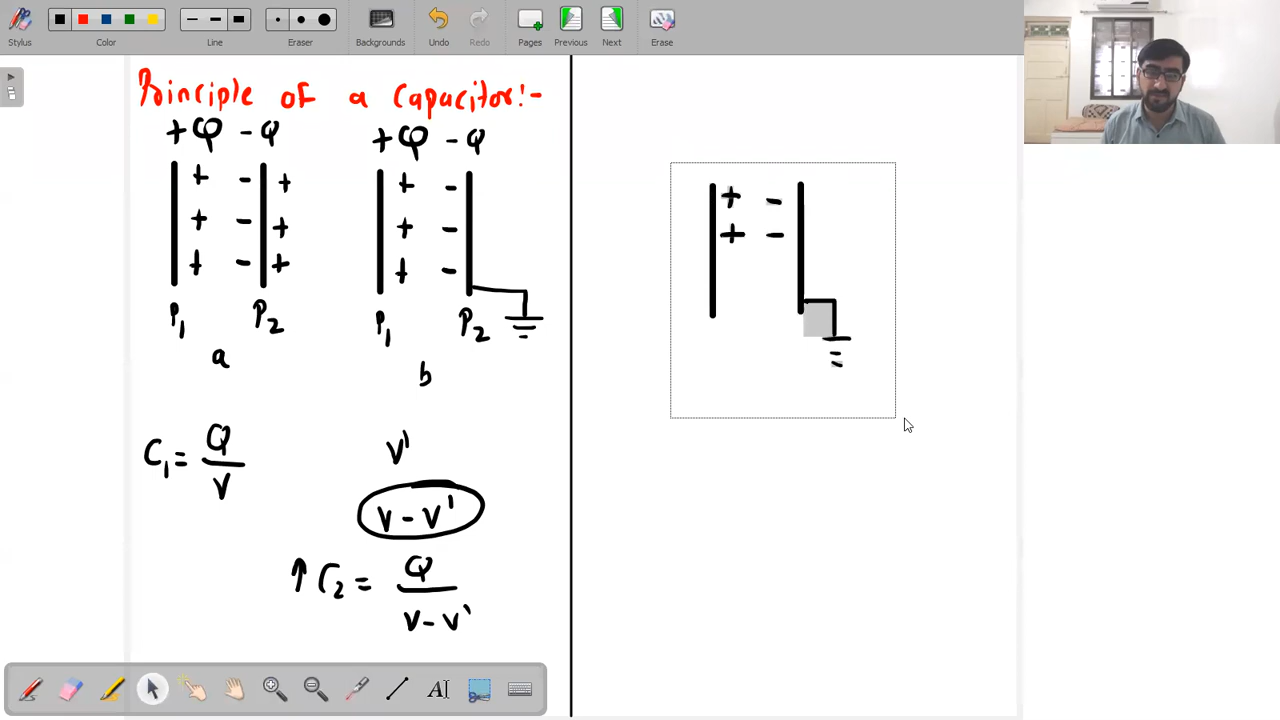 Stylus Color Line Eraser Backgrounds Undo Redo Pages Previous Next Erase
Principle of a Capacitor:-
+Q -Q
+ - +
+ - +
+ - +
P1 P2
a
+Q -Q
+ -
+ -
+ -
P1 P2
b
C1 = Q/V
V'
V - V'
↑ C2 = Q/V - V'
+ -
+ -
AI